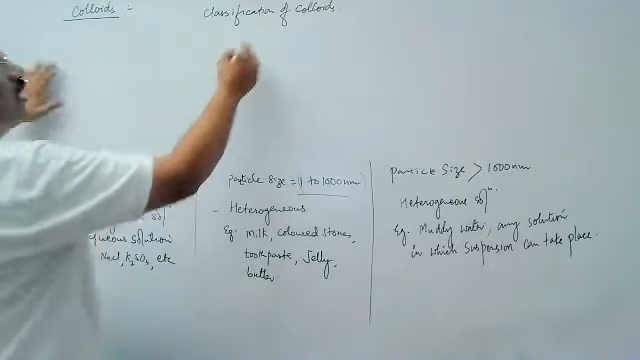 Colloids :-
Classification of Colloids.
Particle Size = (1 to 1000nm)
- Heterogeneous
Eg: Milk, coloured stones,
toothpaste, Jelly,
butter
queous solution
NaCl, K2SO4, etc
Particle Size > 1000nm
Heterogeneous solⁿ.
Eg. Muddy water, any solution
in which suspension can take place.